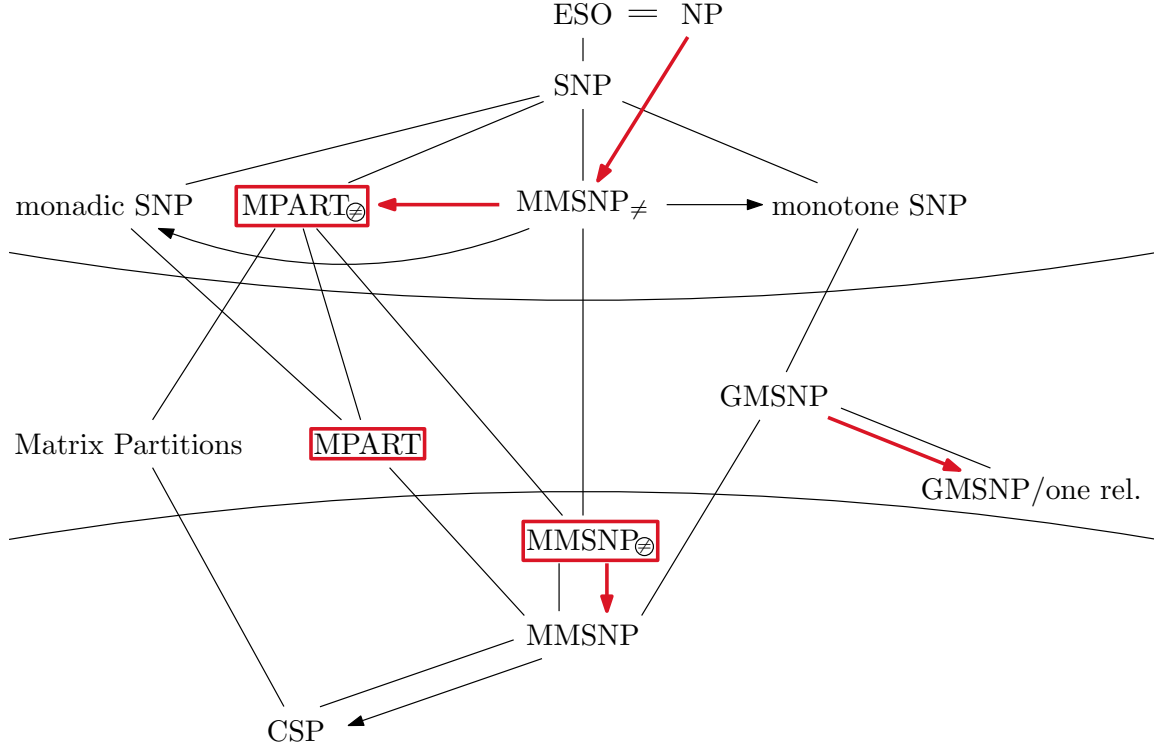 ESO = NP
SNP
monadic SNP MPART≠⃝ MMSNP≠ monotone SNP
GMSNP
Matrix Partitions MPART
GMSNP/one rel.
MMSNP≠⃝
MMSNP
CSP